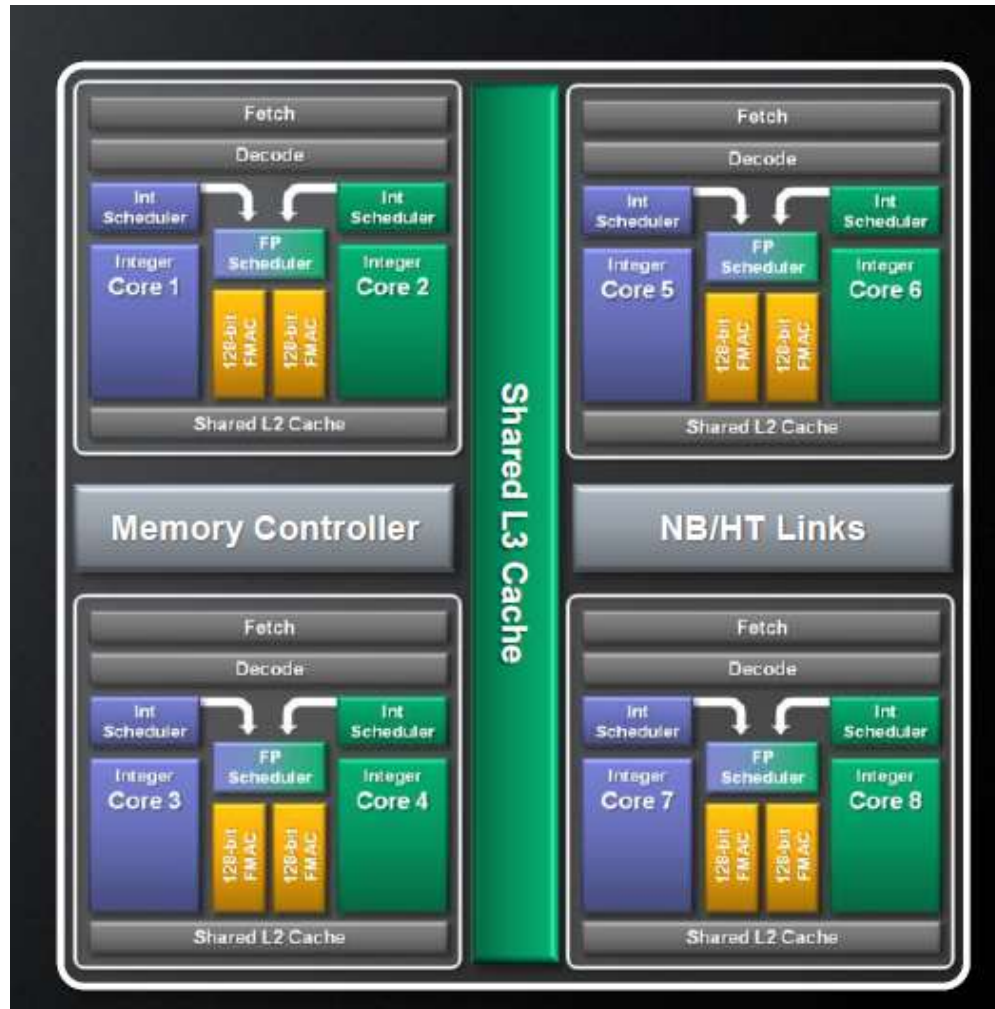 Fetch
Decode
Int
Scheduler
Int
Scheduler
FP
Scheduler
Integer
Core 1
Integer
Core 2
128-bit
FMAC
128-bit
FMAC
Shared L2 Cache
Fetch
Decode
Int
Scheduler
Int
Scheduler
FP
Scheduler
Integer
Core 5
Integer
Core 6
128-bit
FMAC
128-bit
FMAC
Shared L2 Cache
Shared L3 Cache
Memory Controller
NB/HT Links
Fetch
Decode
Int
Scheduler
Int
Scheduler
FP
Scheduler
Integer
Core 3
Integer
Core 4
128-bit
FMAC
128-bit
FMAC
Shared L2 Cache
Fetch
Decode
Int
Scheduler
Int
Scheduler
FP
Scheduler
Integer
Core 7
Integer
Core 8
128-bit
FMAC
128-bit
FMAC
Shared L2 Cache